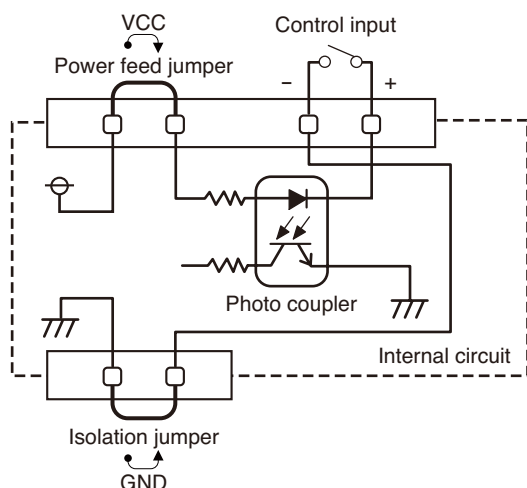 VCC
Control input
Power feed jumper
− +
Photo coupler
Internal circuit
Isolation jumper
GND